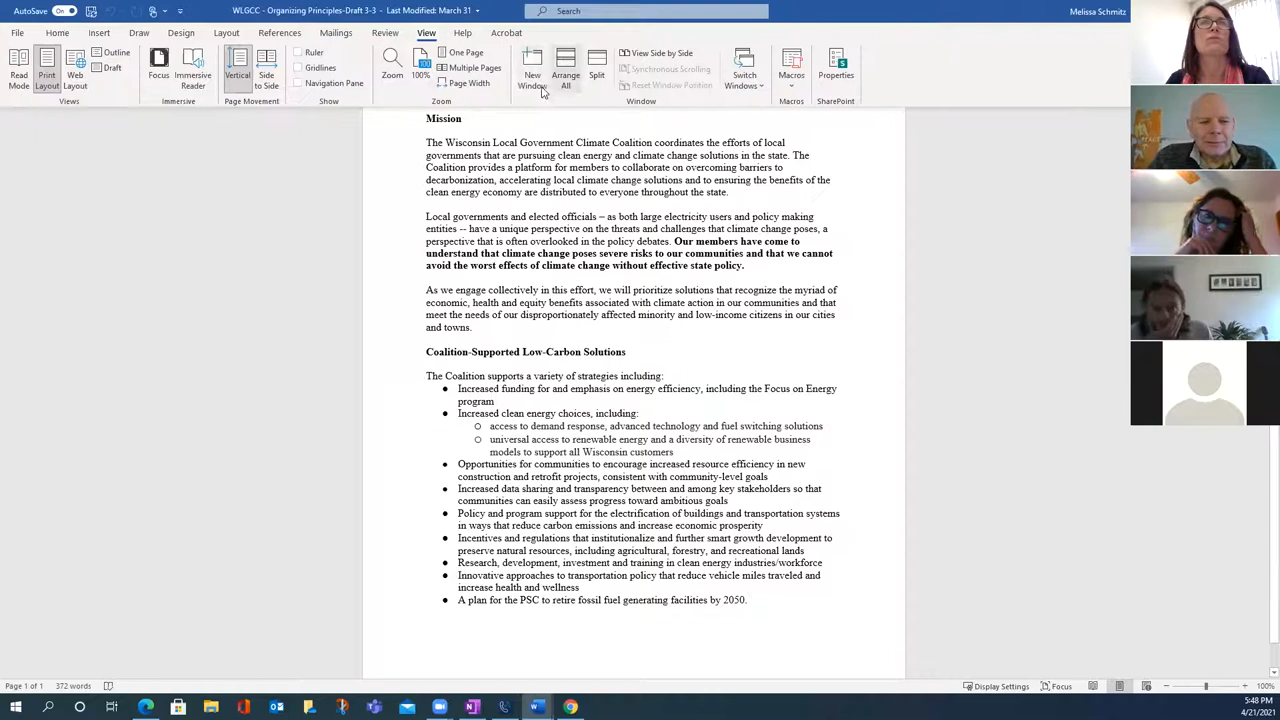 AutoSave On WLGCC - Organizing Principles-Draft 3-3 - Last Modified: March 31 Search Melissa Schmitz
File Home Insert Draw Design Layout References Mailings Review View Help Acrobat
Read Mode Print Layout Web Layout Outline Draft Focus Immersive Reader Vertical Side to Side Ruler Gridlines Navigation Pane Zoom 100 100% One Page Multiple Pages Page Width New Window Arrange All Split View Side by Side Synchronous Scrolling Reset Window Position Switch Windows Macros Properties
Views Immersive Page Movement Show Zoom Window Macros SharePoint
Mission
The Wisconsin Local Government Climate Coalition coordinates the efforts of local
governments that are pursuing clean energy and climate change solutions in the state. The
Coalition provides a platform for members to collaborate on overcoming barriers to
decarbonization, accelerating local climate change solutions and to ensuring the benefits of the
clean energy economy are distributed to everyone throughout the state.
Local governments and elected officials – as both large electricity users and policy making
entities -- have a unique perspective on the threats and challenges that climate change poses, a
perspective that is often overlooked in the policy debates. Our members have come to
understand that climate change poses severe risks to our communities and that we cannot
avoid the worst effects of climate change without effective state policy.
As we engage collectively in this effort, we will prioritize solutions that recognize the myriad of
economic, health and equity benefits associated with climate action in our communities and that
meet the needs of our disproportionately affected minority and low-income citizens in our cities
and towns.
Coalition-Supported Low-Carbon Solutions
The Coalition supports a variety of strategies including:
● Increased funding for and emphasis on energy efficiency, including the Focus on Energy
program
● Increased clean energy choices, including:
○ access to demand response, advanced technology and fuel switching solutions
○ universal access to renewable energy and a diversity of renewable business
models to support all Wisconsin customers
● Opportunities for communities to encourage increased resource efficiency in new
construction and retrofit projects, consistent with community-level goals
● Increased data sharing and transparency between and among key stakeholders so that
communities can easily assess progress toward ambitious goals
● Policy and program support for the electrification of buildings and transportation systems
in ways that reduce carbon emissions and increase economic prosperity
● Incentives and regulations that institutionalize and further smart growth development to
preserve natural resources, including agricultural, forestry, and recreational lands
● Research, development, investment and training in clean energy industries/workforce
● Innovative approaches to transportation policy that reduce vehicle miles traveled and
increase health and wellness
● A plan for the PSC to retire fossil fuel generating facilities by 2050.
Page 1 of 1 372 words Display Settings Focus 100%
5:48 PM
4/21/2021